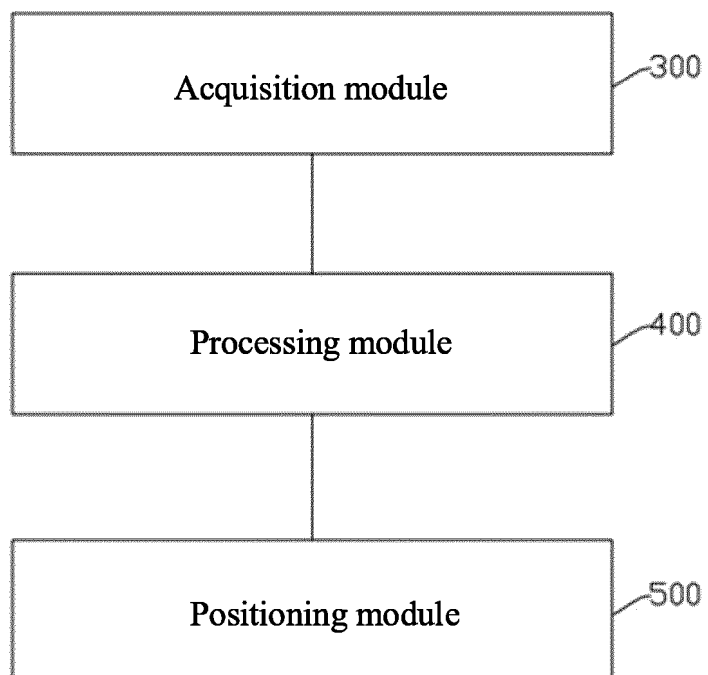 Acquisition module
300
Processing module
400
Positioning module
500